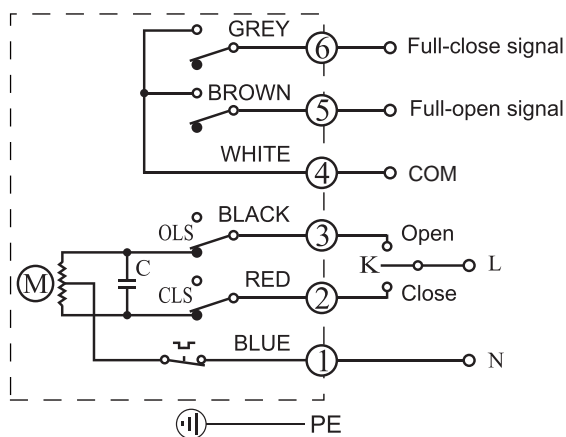 GREY 6 Full-close signal
BROWN 5 Full-open signal
WHITE 4 COM
OLS BLACK 3 Open
K L
M C CLS RED 2 Close
BLUE 1 N
PE